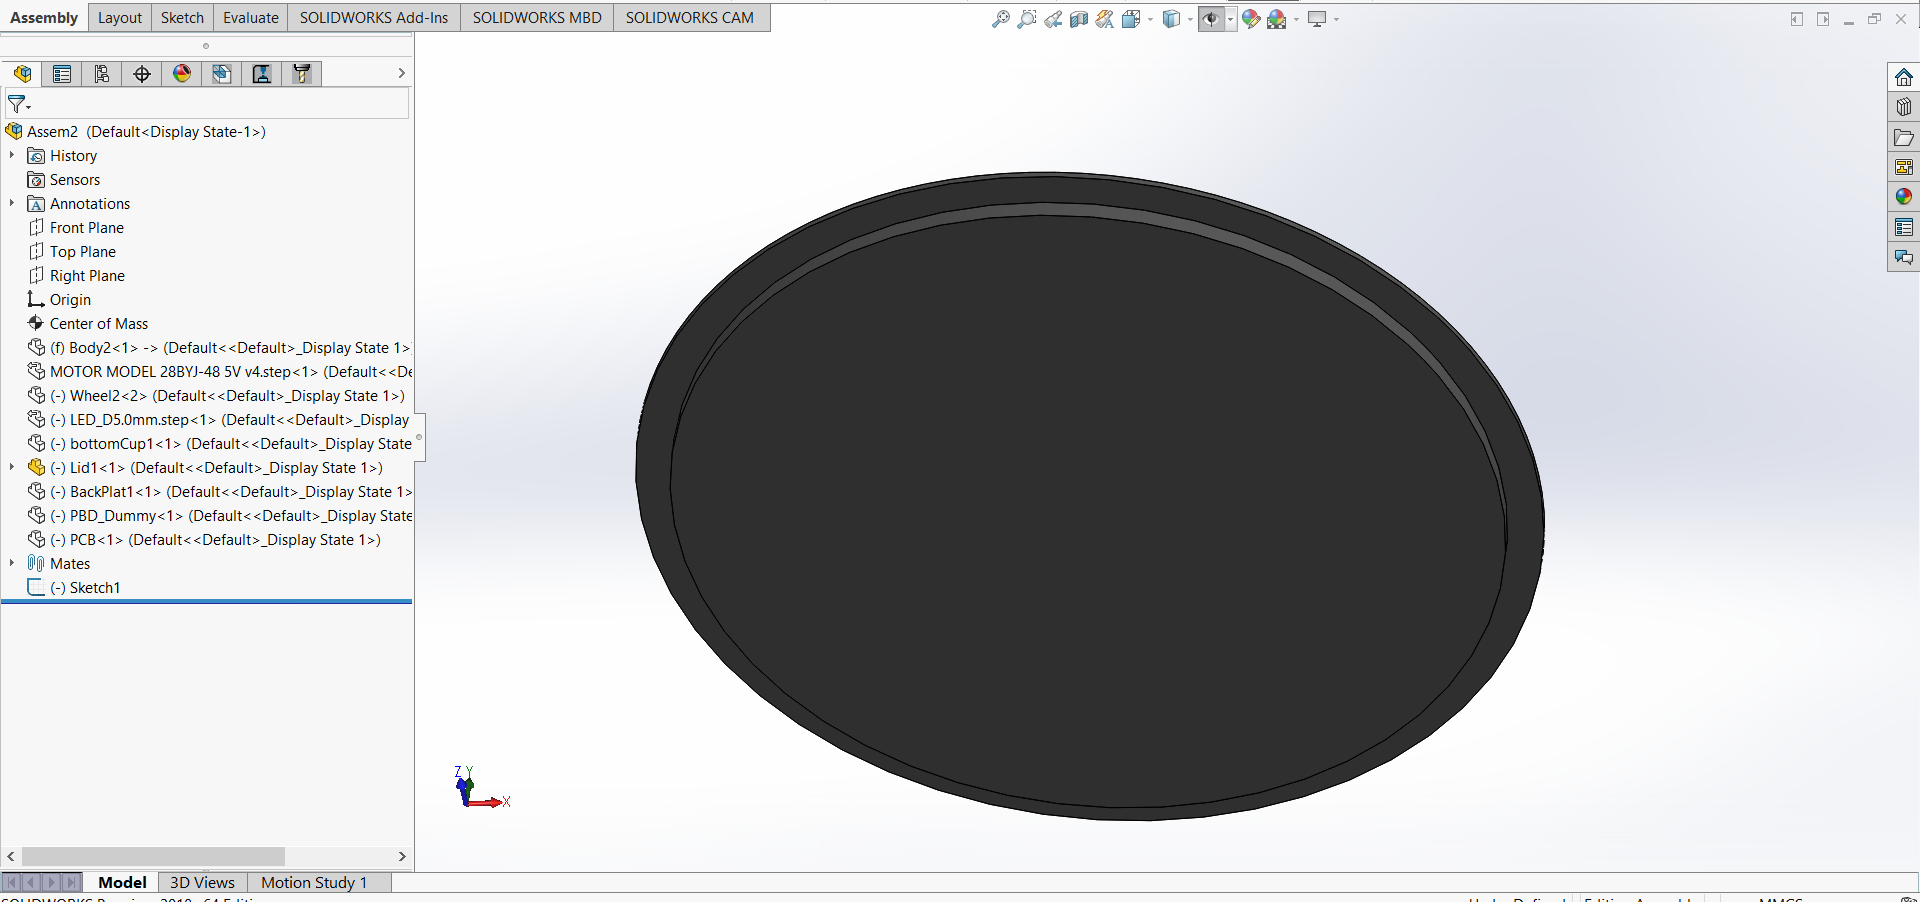 Assembly Layout Sketch Evaluate SOLIDWORKS Add-Ins SOLIDWORKS MBD SOLIDWORKS CAM
Assem2 (Default<Display State-1>)
History
Sensors
Annotations
Front Plane
Top Plane
Right Plane
Origin
Center of Mass
(f) Body2<1> -> (Default<<Default>_Display State 1>
MOTOR MODEL 28BYJ-48 5V v4.step<1> (Default<<De
(-) Wheel2<2> (Default<<Default>_Display State 1>)
(-) LED_D5.0mm.step<1> (Default<<Default>_Display
(-) bottomCup1<1> (Default<<Default>_Display State
(-) Lid1<1> (Default<<Default>_Display State 1>)
(-) BackPlat1<1> (Default<<Default>_Display State 1>
(-) PBD_Dummy<1> (Default<<Default>_Display State
(-) PCB<1> (Default<<Default>_Display State 1>)
Mates
(-) Sketch1
Z Y
X
Model 3D Views Motion Study 1